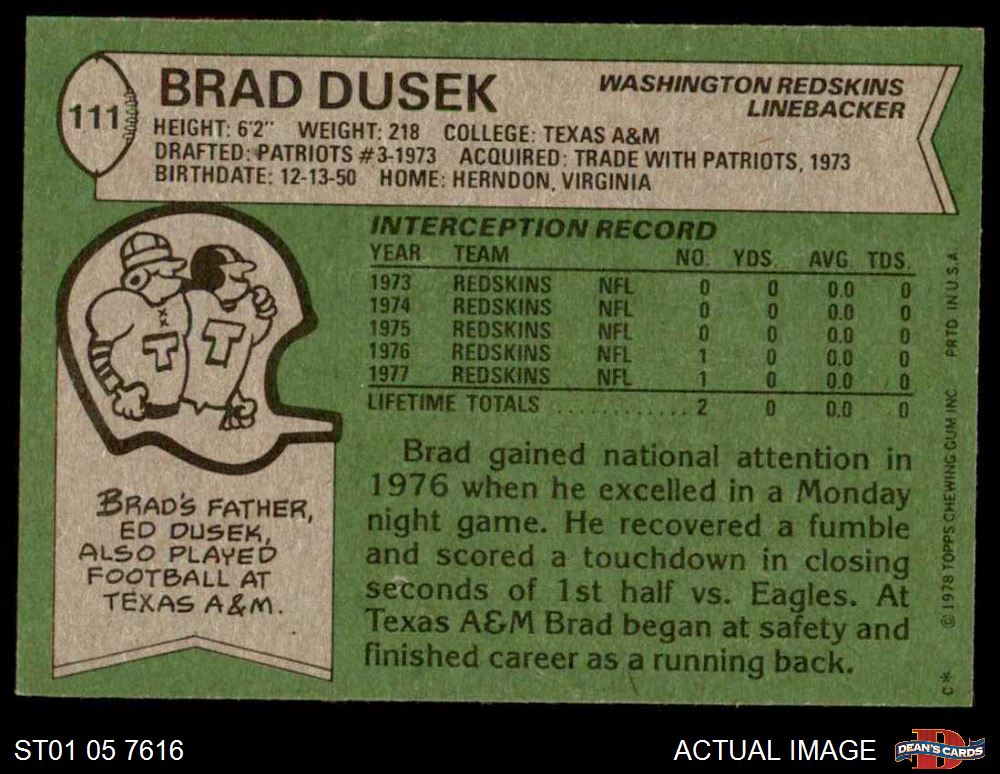 111
BRAD DUSEK
WASHINGTON REDSKINS
LINEBACKER
HEIGHT: 6'2" WEIGHT: 218 COLLEGE: TEXAS A&M
DRAFTED: PATRIOTS #3-1973 ACQUIRED: TRADE WITH PATRIOTS, 1973
BIRTHDATE: 12-13-50 HOME: HERNDON, VIRGINIA
INTERCEPTION RECORD
YEAR TEAM NO. YDS. AVG. TDS.
1973 REDSKINS NFL 0 0 0.0 0
1974 REDSKINS NFL 0 0 0.0 0
1975 REDSKINS NFL 0 0 0.0 0
1976 REDSKINS NFL 1 0 0.0 0
1977 REDSKINS NFL 1 0 0.0 0
LIFETIME TOTALS ............ 2 0 0.0 0
T T
BRAD'S FATHER,
ED DUSEK,
ALSO PLAYED
FOOTBALL AT
TEXAS A&M.
Brad gained national attention in
1976 when he excelled in a Monday
night game. He recovered a fumble
and scored a touchdown in closing
seconds of 1st half vs. Eagles. At
Texas A&M Brad began at safety and
finished career as a running back.
C* © 1978 TOPPS CHEWING GUM INC. PRTD. IN U.S.A.
ST01 05 7616
ACTUAL IMAGE
D
DEAN'S CARDS